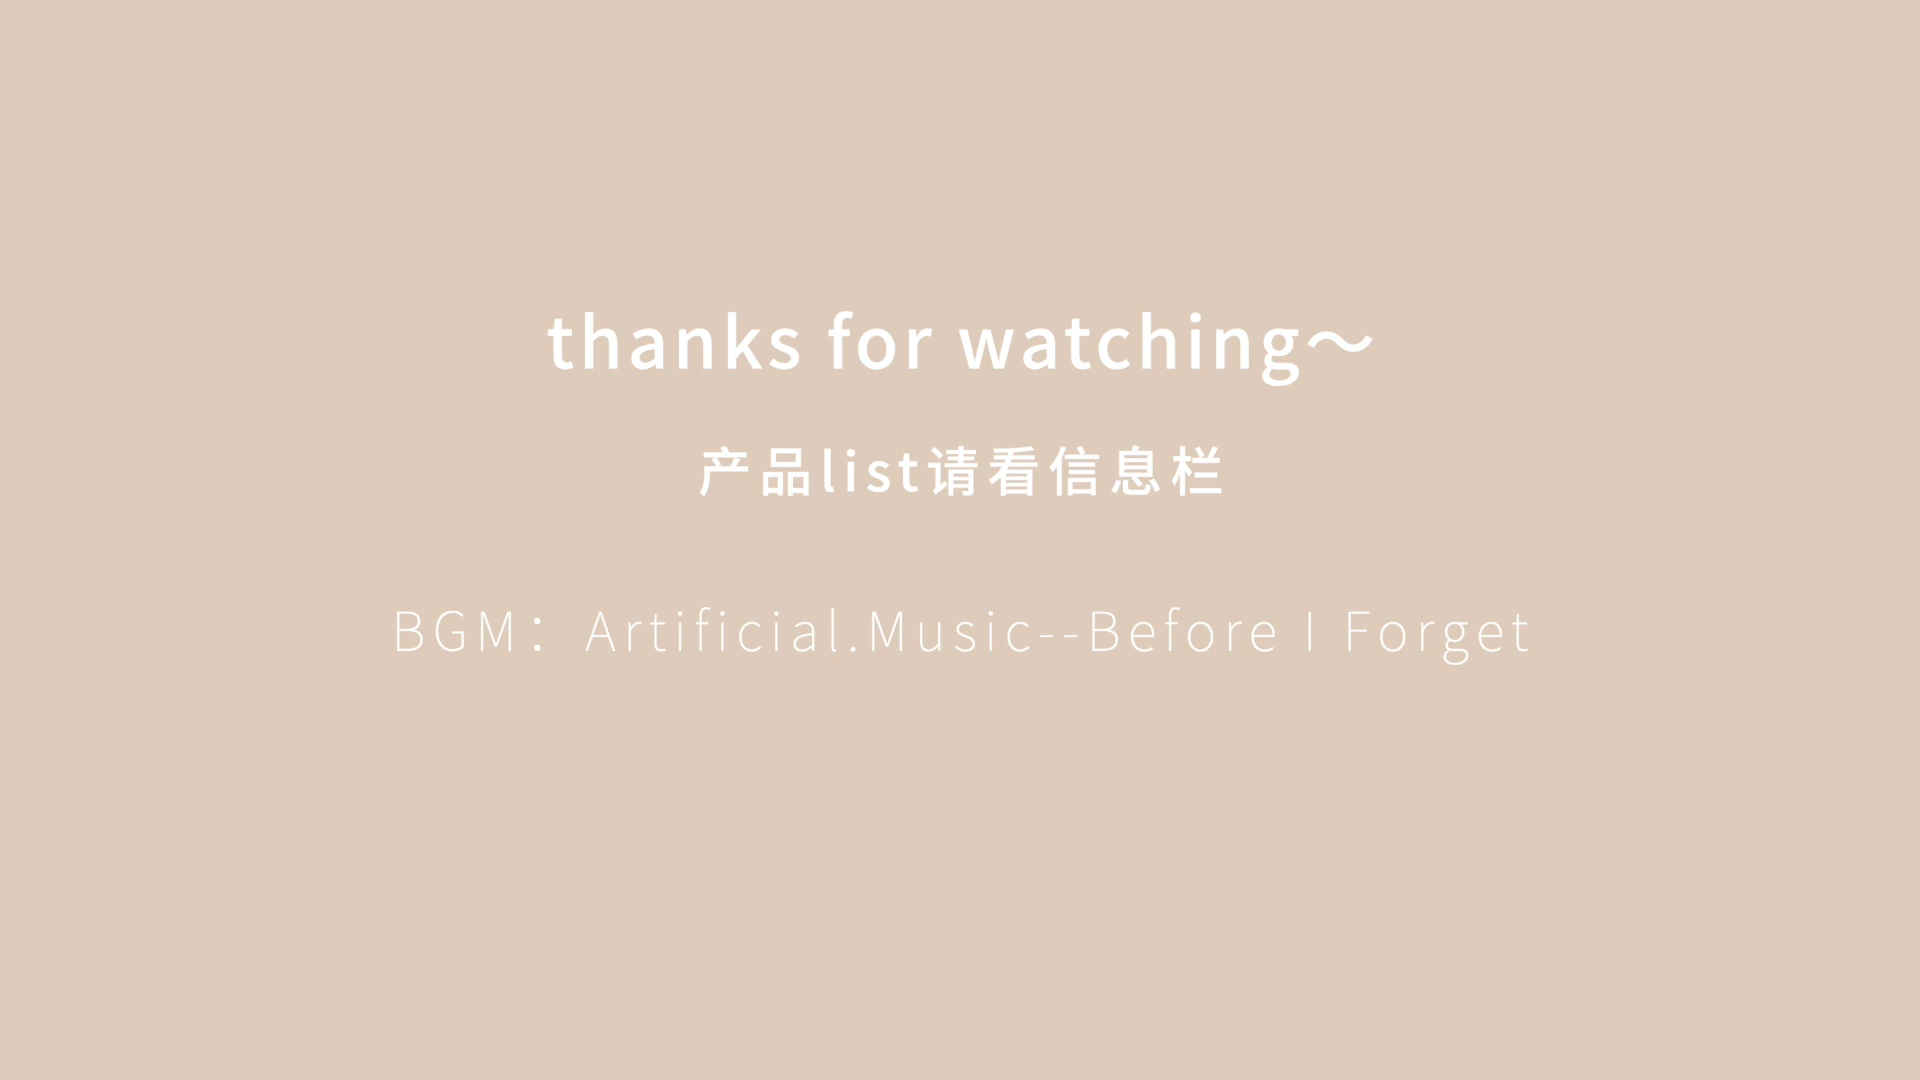 thanks for watching～
产品list请看信息栏
BGM：Artificial.Music--Before I Forget